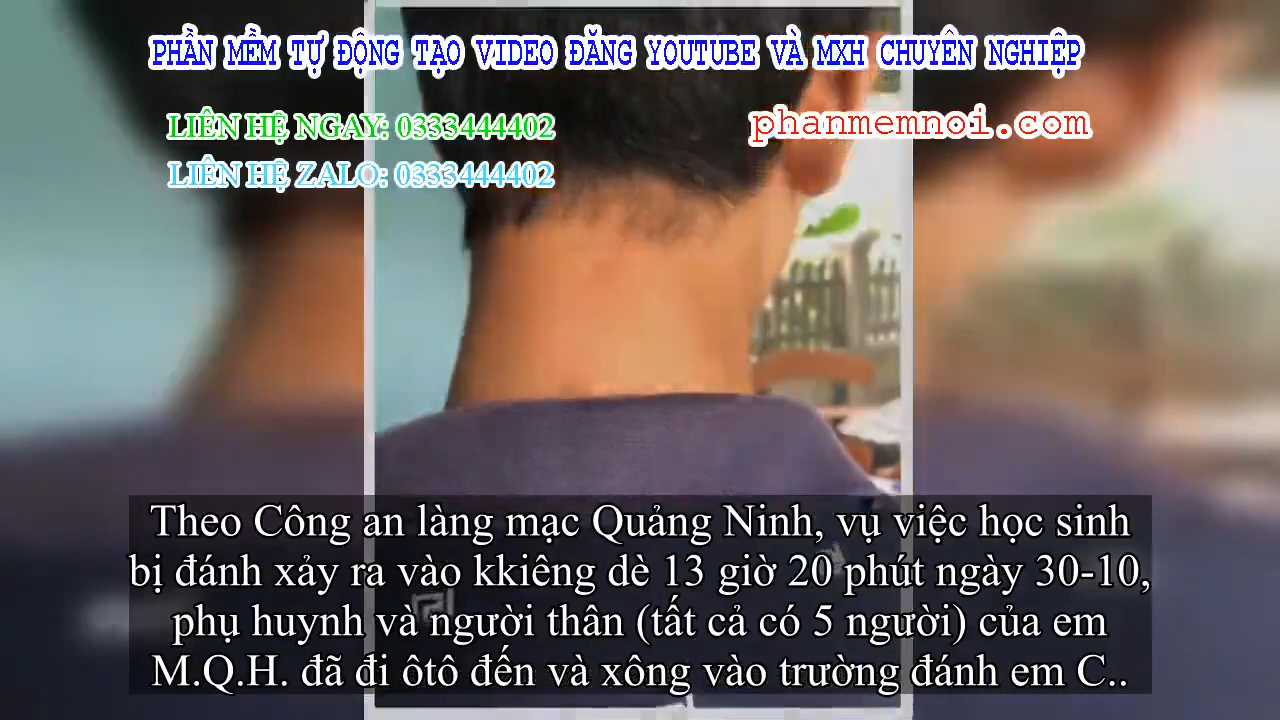 PHẦN MỀM TỰ ĐỘNG TẠO VIDEO ĐĂNG YOUTUBE VÀ MXH CHUYÊN NGHIỆP
LIÊN HỆ NGAY: 0333444402
phanmemnoi.com
LIÊN HỆ ZALO: 0333444402
Theo Công an làng mạc Quảng Ninh, vụ việc học sinh
bị đánh xảy ra vào kkiêng dè 13 giờ 20 phút ngày 30-10,
phụ huynh và người thân (tất cả có 5 người) của em
M.Q.H. đã đi ôtô đến và xông vào trường đánh em C..